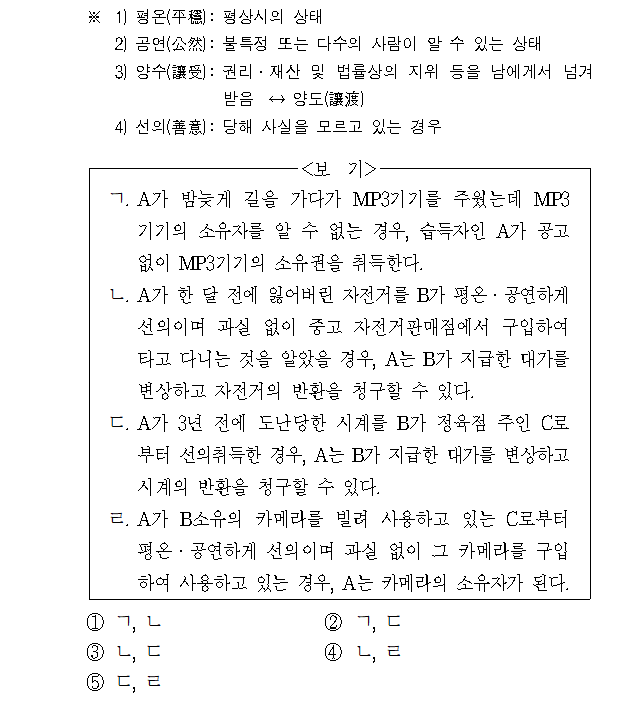 ※ 1) 평온(平穩): 평상시의 상태
2) 공연(公然): 불특정 또는 다수의 사람이 알 수 있는 상태
3) 양수(讓受): 권리·재산 및 법률상의 지위 등을 남에게서 넘겨
받음 ↔ 양도(讓渡)
4) 선의(善意): 당해 사실을 모르고 있는 경우
<보 기>
ㄱ. A가 밤늦게 길을 가다가 MP3기기를 주웠는데 MP3
기기의 소유자를 알 수 없는 경우, 습득자인 A가 공고
없이 MP3기기의 소유권을 취득한다.
ㄴ. A가 한 달 전에 잃어버린 자전거를 B가 평온·공연하게
선의이며 과실 없이 중고 자전거판매점에서 구입하여
타고 다니는 것을 알았을 경우, A는 B가 지급한 대가를
변상하고 자전거의 반환을 청구할 수 있다.
ㄷ. A가 3년 전에 도난당한 시계를 B가 정육점 주인 C로
부터 선의취득한 경우, A는 B가 지급한 대가를 변상하고
시계의 반환을 청구할 수 있다.
ㄹ. A가 B소유의 카메라를 빌려 사용하고 있는 C로부터
평온·공연하게 선의이며 과실 없이 그 카메라를 구입
하여 사용하고 있는 경우, A는 카메라의 소유자가 된다.
① ㄱ, ㄴ ② ㄱ, ㄷ
③ ㄴ, ㄷ ④ ㄴ, ㄹ
⑤ ㄷ, ㄹ